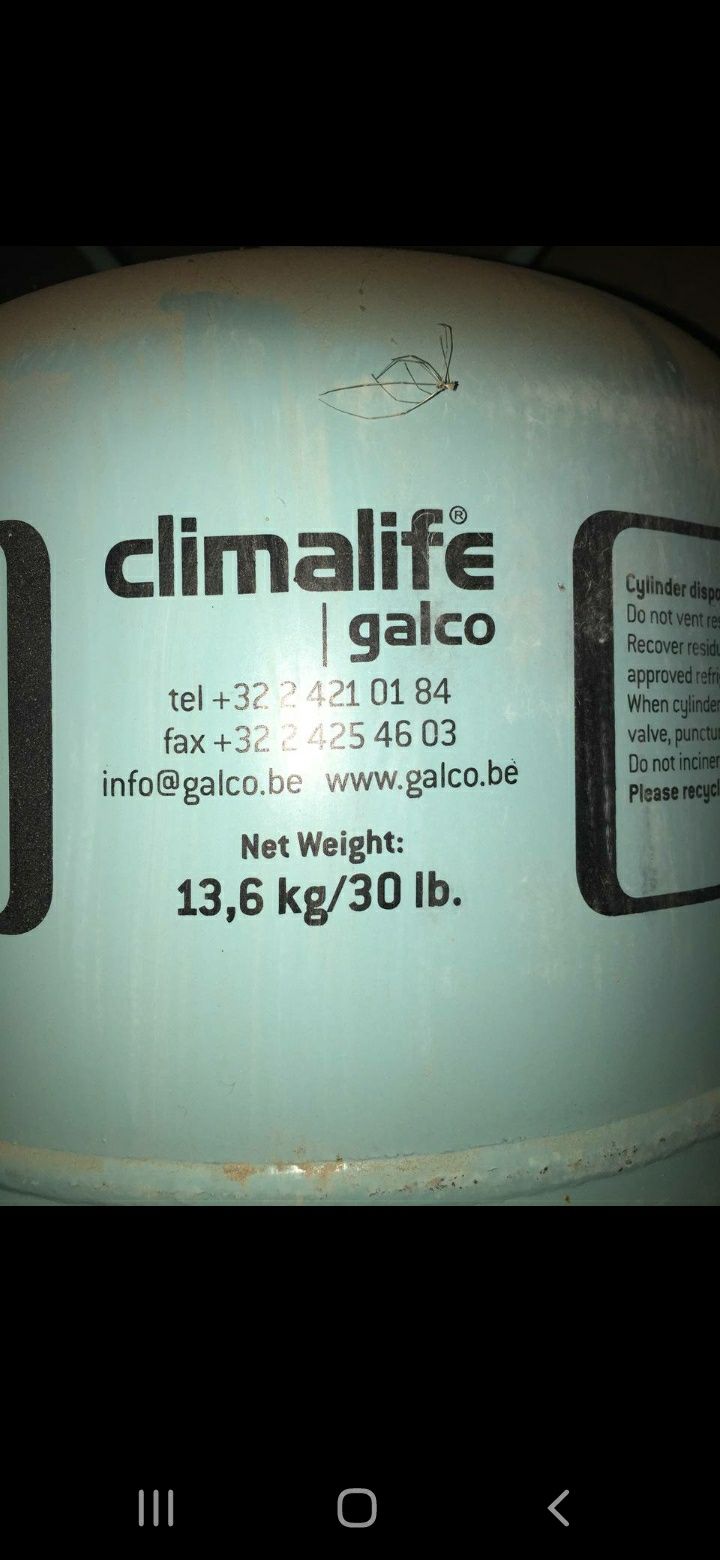 climalife®
galco
tel +32 2 421 01 84
fax +32 2 425 46 03
info@galco.be www.galco.be
Net Weight:
13,6 kg/30 lb.
Cylinder
Do not vent
Recover
approved
When cylinder
valve,
Do not
Please